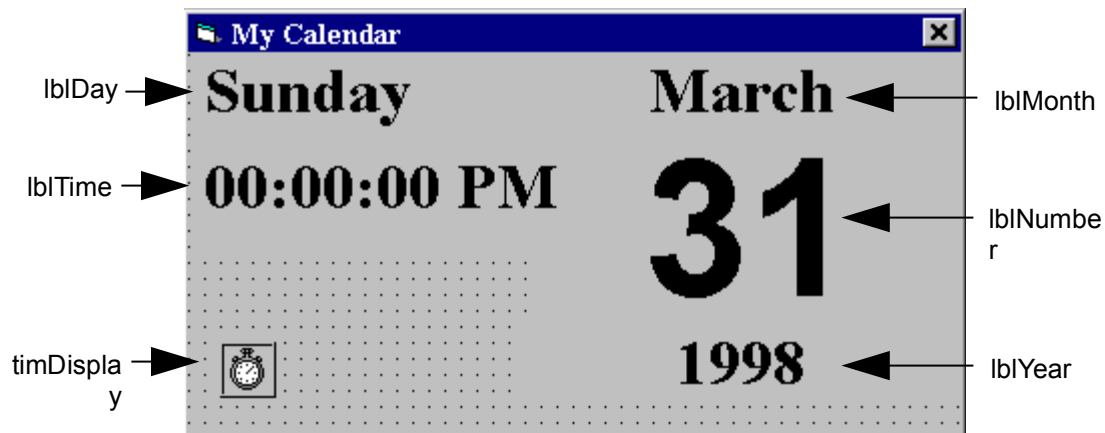 My Calendar
lblDay
Sunday
March
lblMonth
lblTime
00:00:00 PM
31
lblNumbe
r
timDispla
y
1998
lblYear